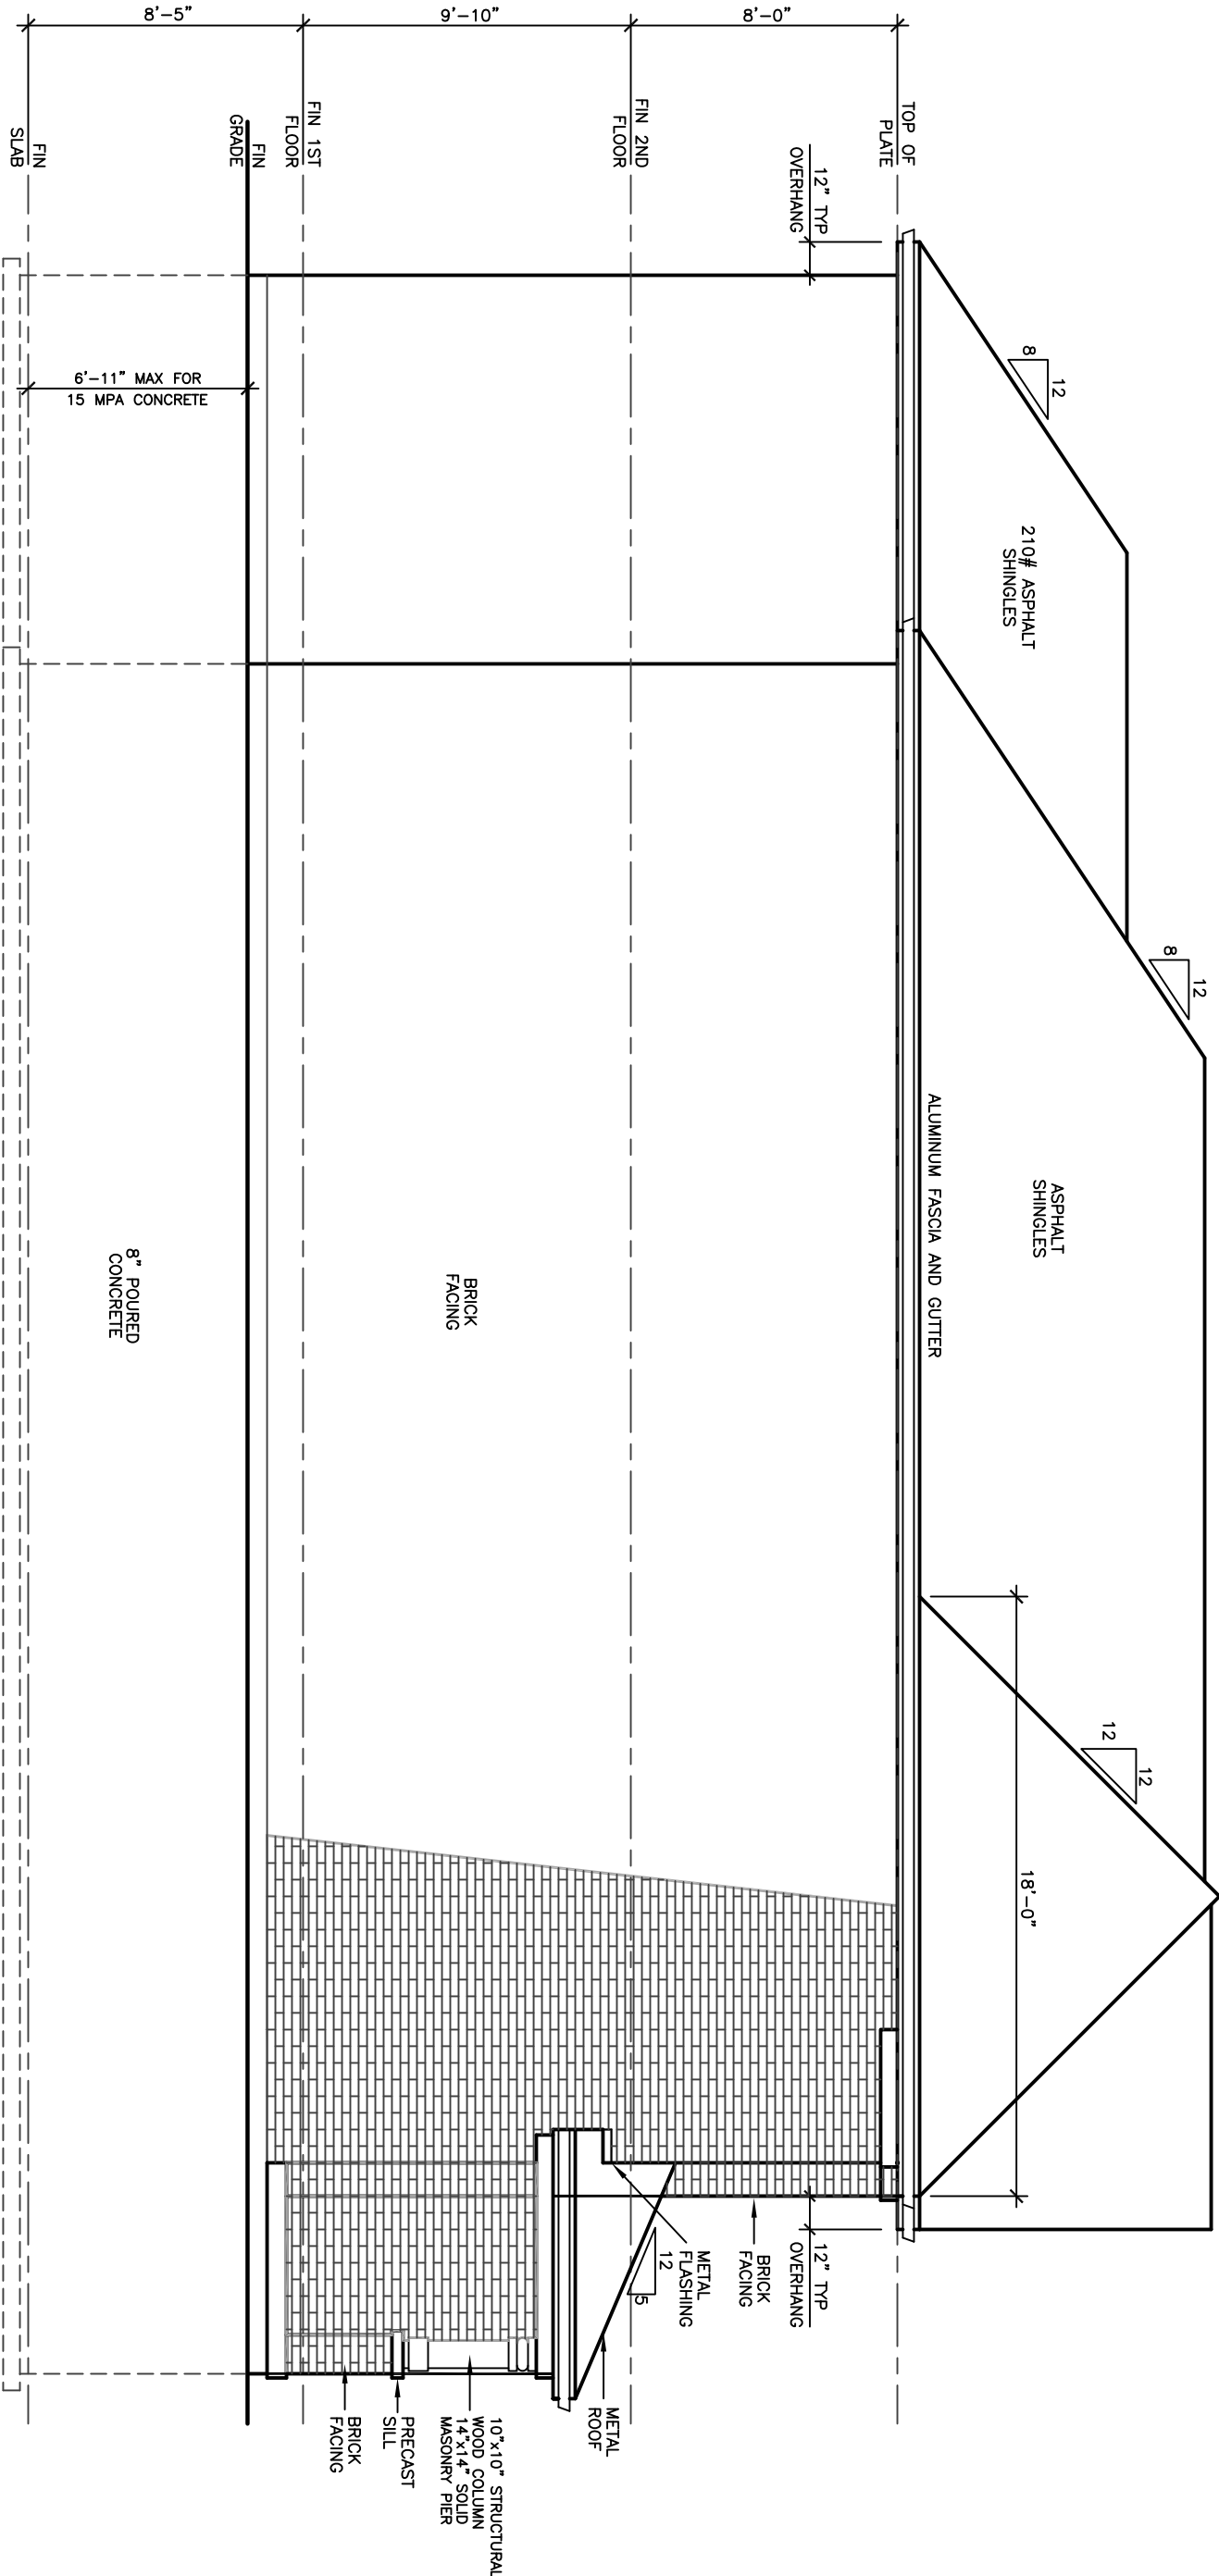 8'-5"
9'-10"
8'-0"
FIN
SLAB
FIN
GRADE
FIN 1ST
FLOOR
FIN 2ND
FLOOR
TOP OF
PLATE
12" TYP
OVERHANG
6'-11" MAX FOR
15 MPA CONCRETE
8
12
210# ASPHALT
SHINGLES
8
12
ALUMINUM FASCIA AND GUTTER
ASPHALT
SHINGLES
BRICK
FACING
8" POURED
CONCRETE
12
12
18'-0"
12" TYP
OVERHANG
BRICK
FACING
METAL
FLASHING
12
5
METAL
ROOF
10"x10" STRUCTURAL
WOOD COLUMN
14"x14" SOLID
MASONRY PIER
PRECAST
SILL
BRICK
FACING